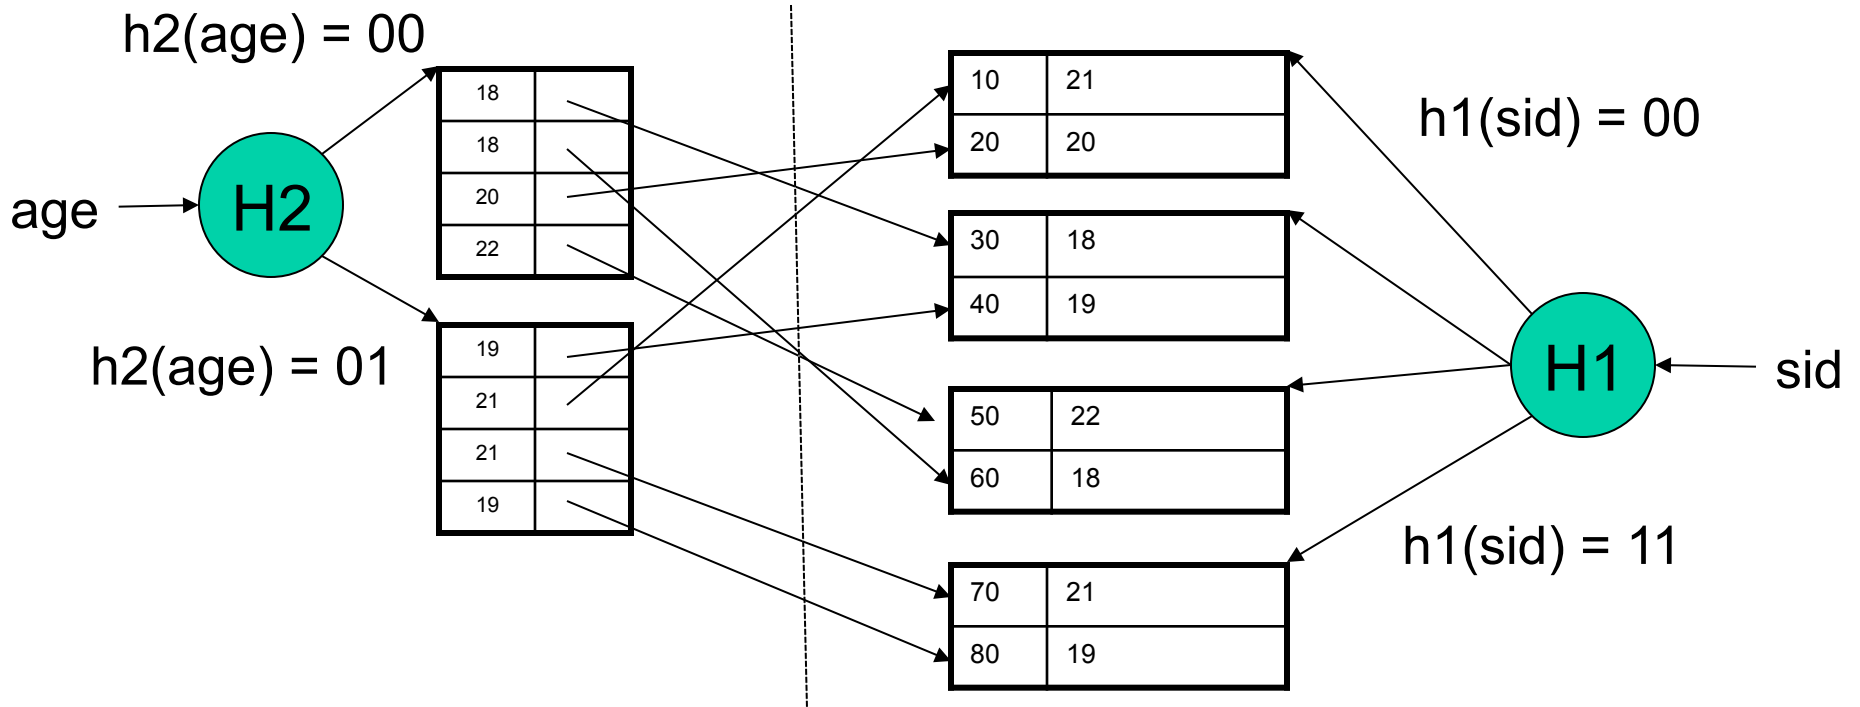 h2(age) = 00
age
H2
h2(age) = 01
18
18
20
22
19
21
21
19
10 21
20 20
30 18
40 19
50 22
60 18
70 21
80 19
h1(sid) = 00
H1
sid
h1(sid) = 11